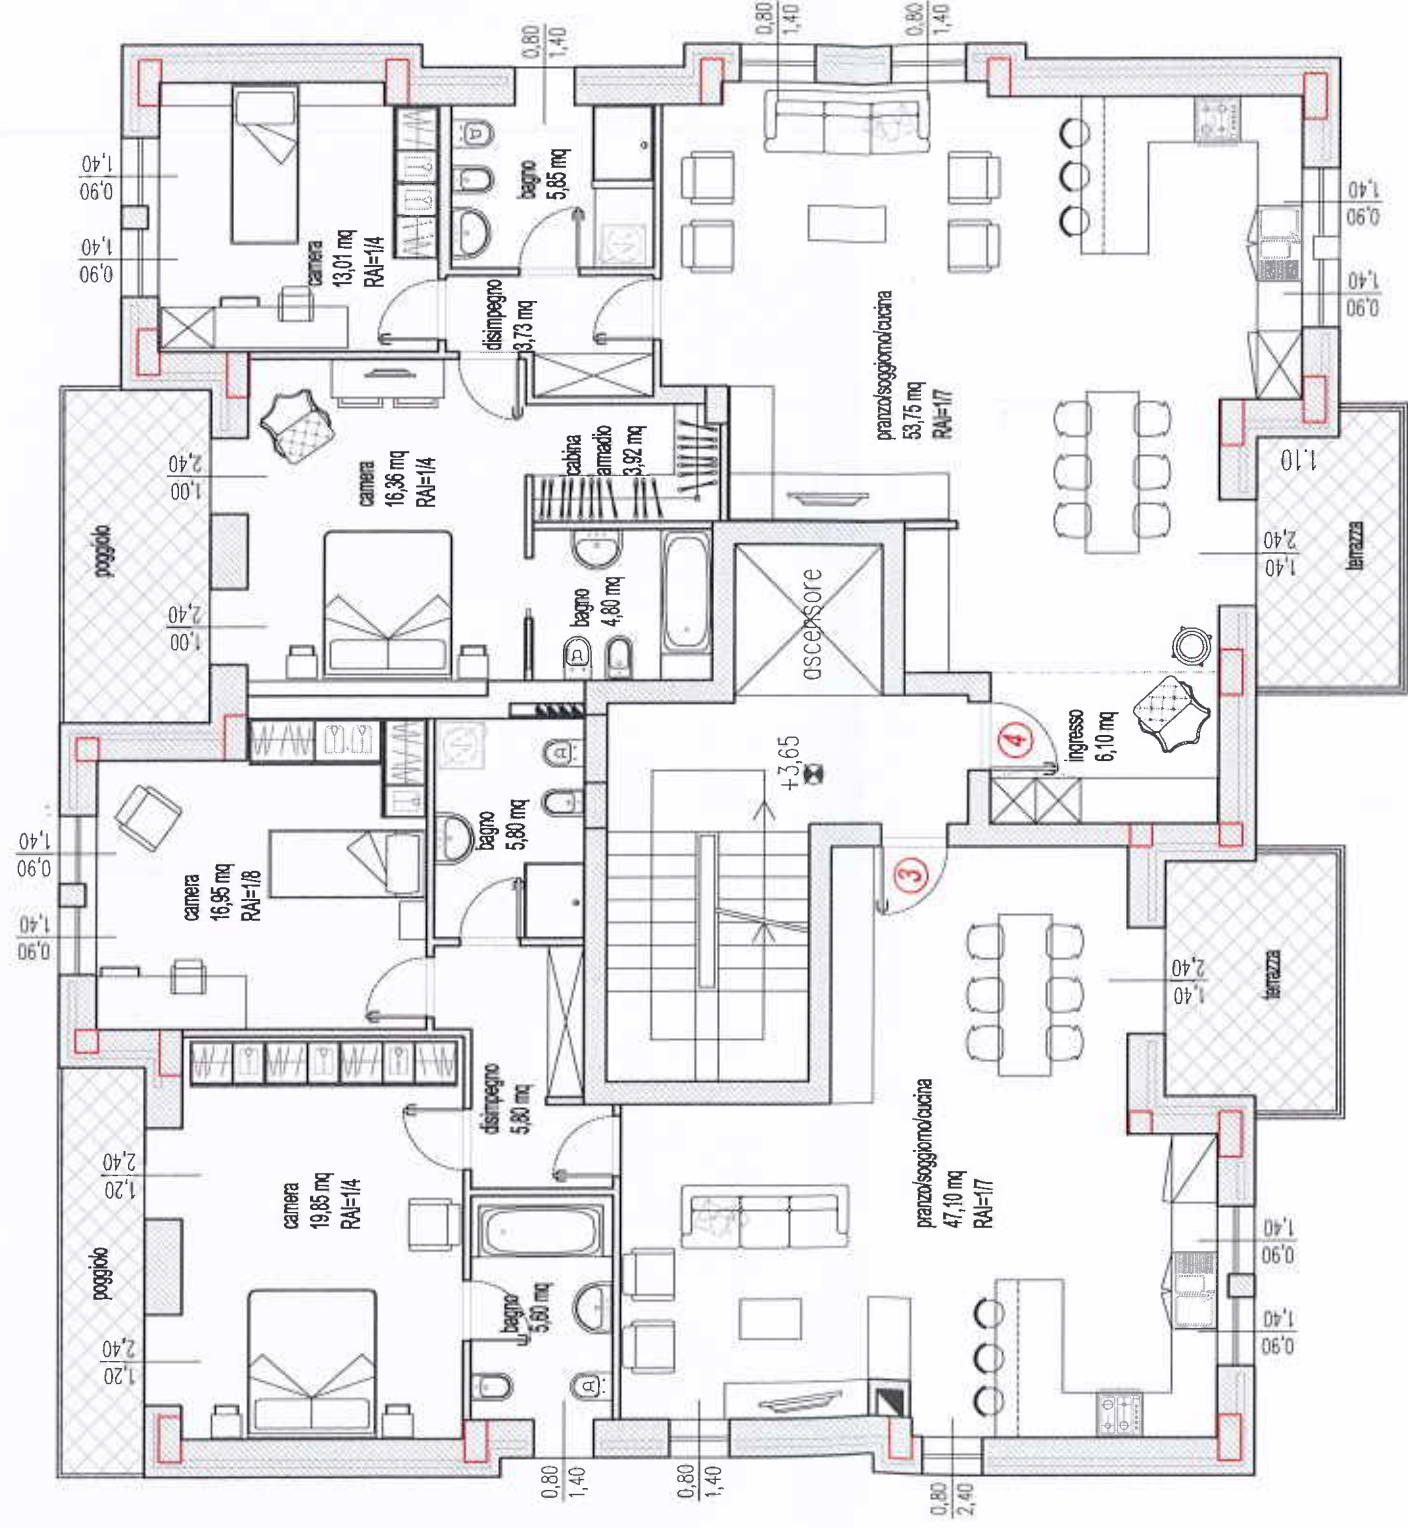 0,80
1,40
0,80
1,40
0,80
1,40
1,40
0,90
1,40
0,90
camera
13,01 mq
RAI=1/4
bagno
5,85 mq
disimpegno
3,73 mq
pranzo/soggiorno/cucina
53,75 mq
RAI=1/7
1,40
0,90
1,40
0,90
poggiolo
2,40
1,00
2,40
1,00
camera
16,36 mq
RAI=1/4
cabina
armadio
3,92 mq
bagno
4,80 mq
ascensore
1.10
2,40
1,40
terrazza
+3,65
4
ingresso
6,10 mq
1,40
0,90
1,40
0,90
camera
16,95 mq
RAI=1/8
bagno
5,80 mq
3
2,40
1,40
terrazza
disimpegno
5,80 mq
poggiolo
2,40
1,20
2,40
1,20
camera
19,85 mq
RAI=1/4
bagno
5,60 mq
pranzo/soggiorno/cucina
47,10 mq
RAI=1/7
1,40
0,90
1,40
0,90
0,80
1,40
0,80
1,40
0,80
2,40